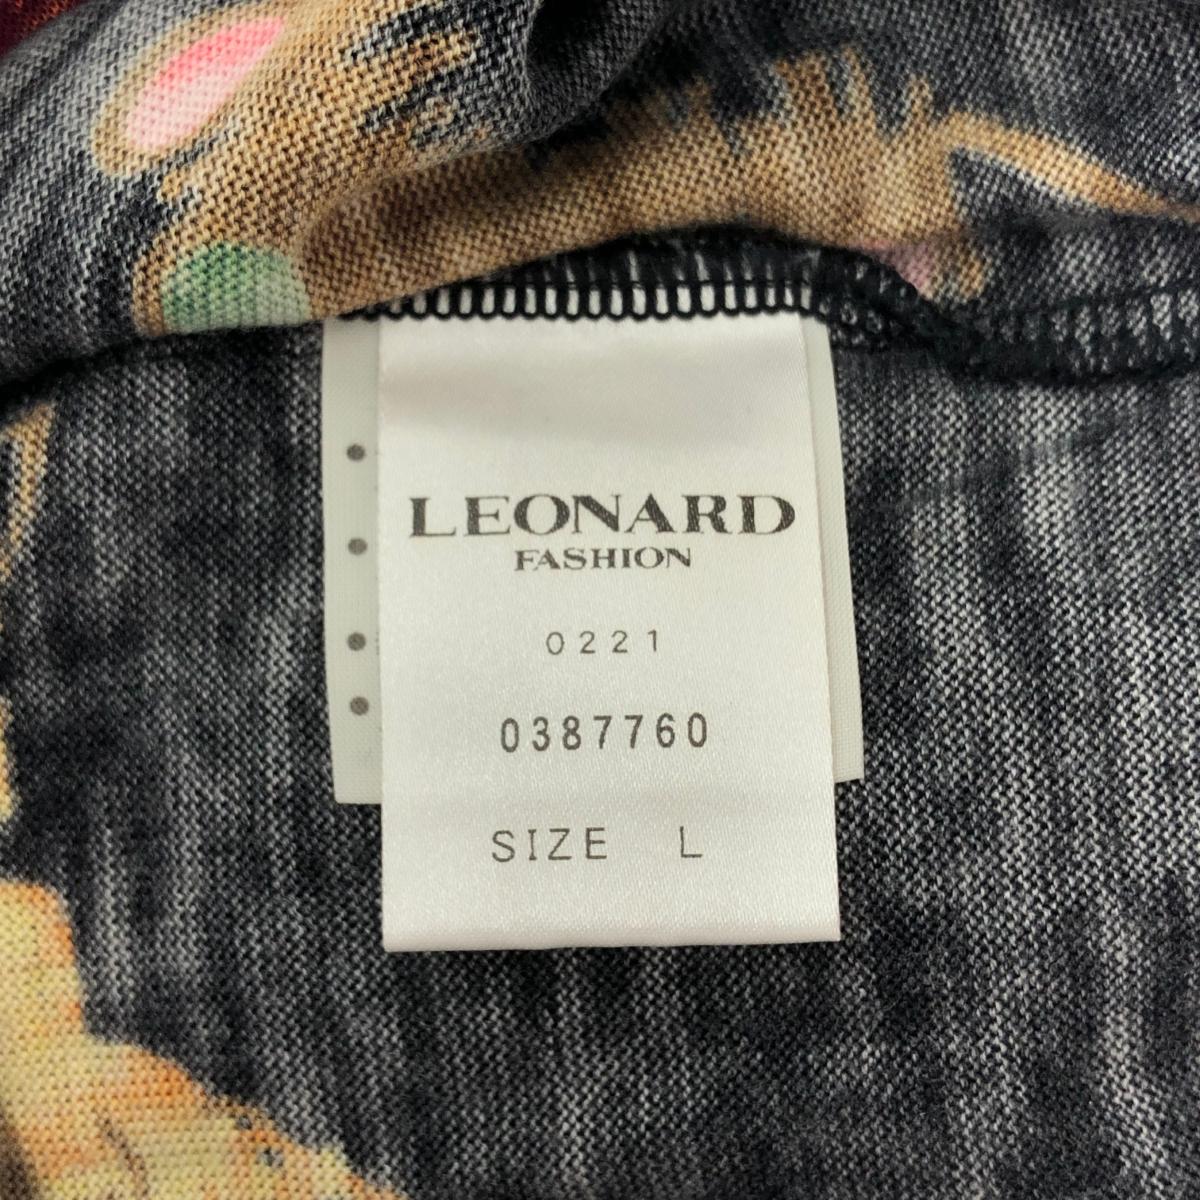 LEONARD
FASHION
0221
0387760
SIZE L